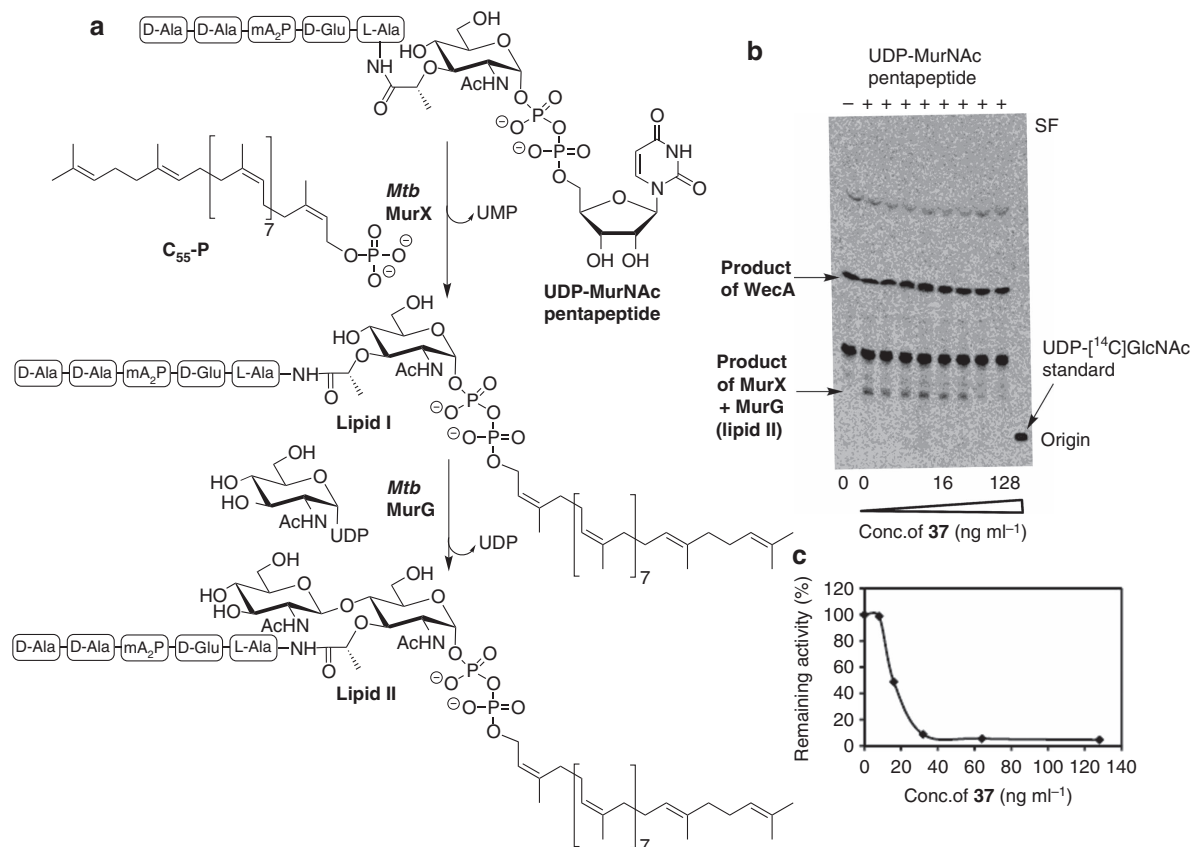 a
D-Ala D-Ala mA₂P D-Glu L-Ala
OH
HO
O
NH
O
AcHN
O
O
O
⊖O P O
⊖O P=O
O
O
NH
N
O
O
OH OH
UDP-MurNAc
pentapeptide
7
C₅₅-P
O
O P O ⊖
O ⊖
Mtb
MurX
UMP
OH
HO
O
O
AcHN
O
D-Ala D-Ala mA₂P D-Glu L-Ala NH
O
Lipid I
O
⊖O P O
⊖O P=O
O
7
OH
HO
HO
O
AcHN
UDP
Mtb
MurG
UDP
OH
HO
HO
O
AcHN
O
OH
O
O
AcHN
O
D-Ala D-Ala mA₂P D-Glu L-Ala NH
O
Lipid II
O
⊖O P O
⊖O P=O
O
7
b
UDP-MurNAc
pentapeptide
– + + + + + + + +
SF
Product
of WecA
Product
of MurX
+ MurG
(lipid II)
UDP-[¹⁴C]GlcNAc
standard
Origin
0 0 16 128
Conc.of 37 (ng ml⁻¹)
c
Remaining activity (%)
120
100
80
60
40
20
0
0 20 40 60 80 100 120 140
Conc.of 37 (ng ml⁻¹)